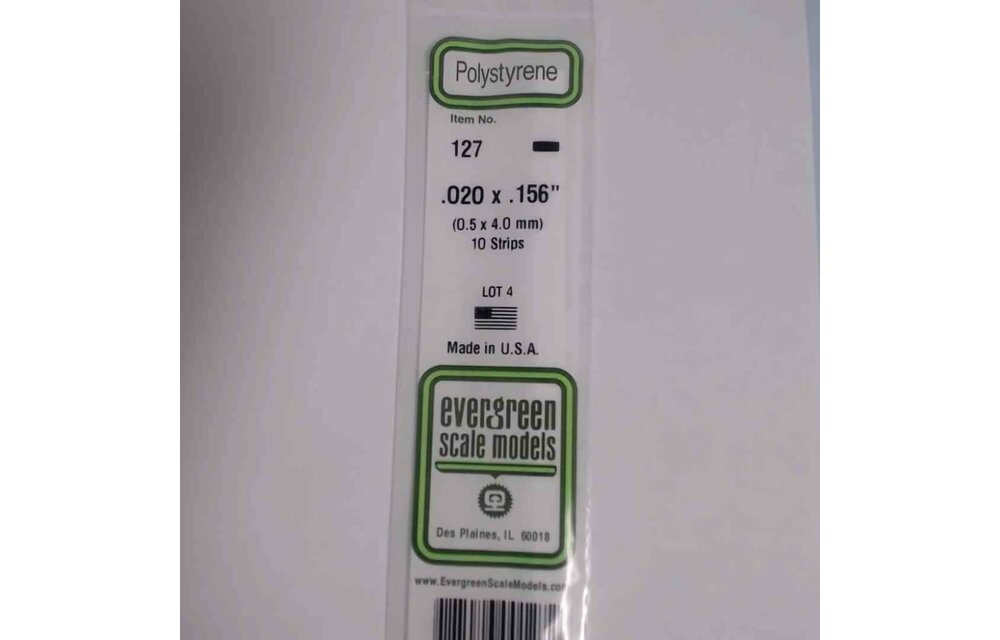 Polystyrene
Item No.
127
.020 x .156"
(0.5 x 4.0 mm)
10 Strips
LOT 4
Made in U.S.A.
evergreen
scale models
Des Plaines, IL 60018
www.EvergreenScaleModels.com